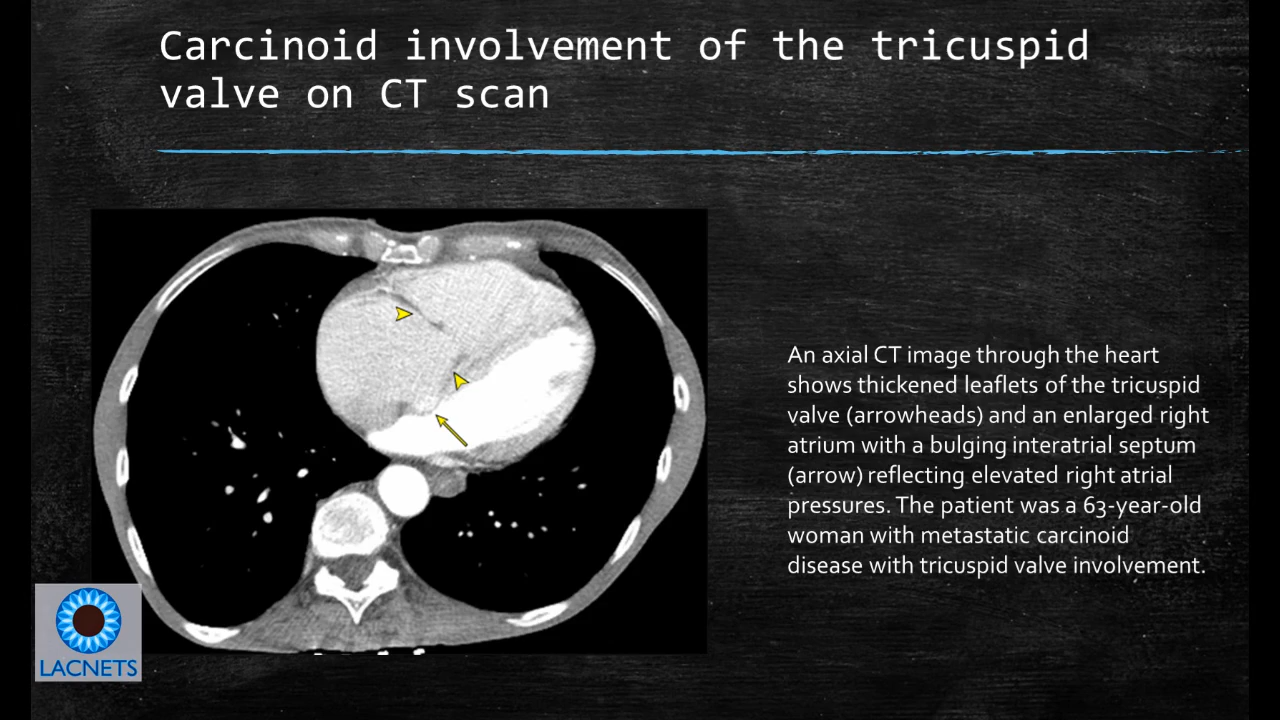 Carcinoid involvement of the tricuspid
valve on CT scan
An axial CT image through the heart
shows thickened leaflets of the tricuspid
valve (arrowheads) and an enlarged right
atrium with a bulging interatrial septum
(arrow) reflecting elevated right atrial
pressures. The patient was a 63-year-old
woman with metastatic carcinoid
disease with tricuspid valve involvement.
LACNETS